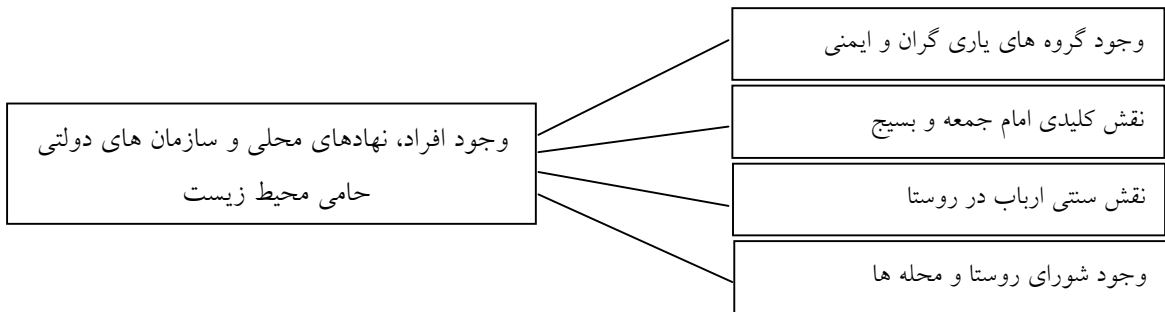 وجود گروه های یاری گران و ایمنی
نقش کلیدی امام جمعه و بسیج
نقش سنتی ارباب در روستا
وجود شورای روستا و محله ها
وجود افراد، نهادهای محلی و سازمان های دولتی
حامی محیط زیست